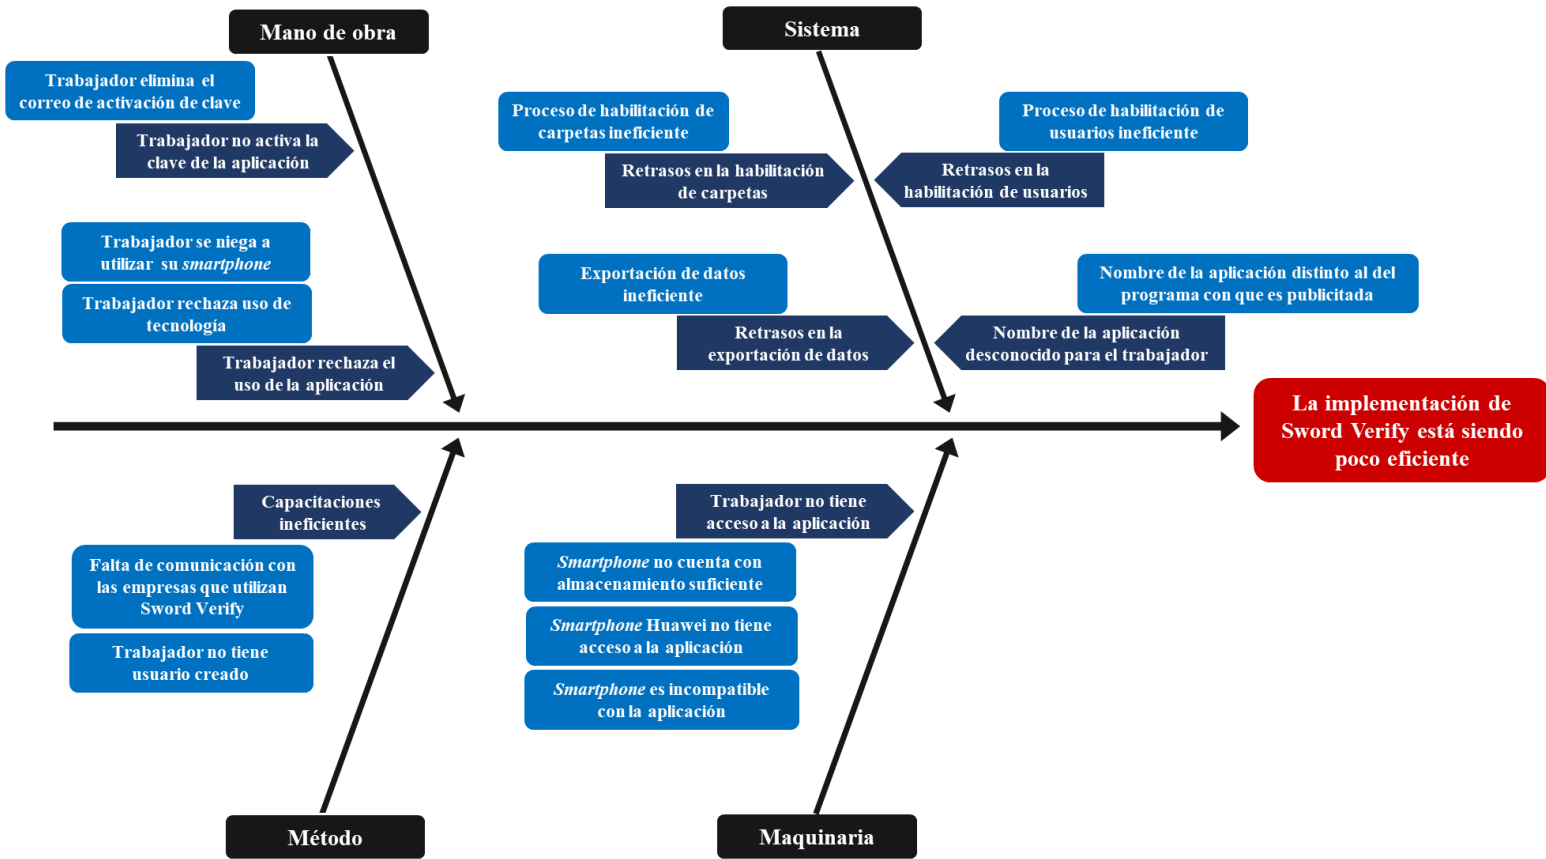 Mano de obra
Trabajador elimina el
correo de activación de clave
Trabajador no activa la
clave de la aplicación
Trabajador se niega a
utilizar su smartphone
Trabajador rechaza uso de
tecnología
Trabajador rechaza el
uso de la aplicación
Sistema
Proceso de habilitación de
carpetas ineficiente
Retrasos en la habilitación
de carpetas
Proceso de habilitación de
usuarios ineficiente
Retrasos en la
habilitación de usuarios
Exportación de datos
ineficiente
Retrasos en la
exportación de datos
Nombre de la aplicación distinto al del
programa con que es publicitada
Nombre de la aplicación
desconocido para el trabajador
La implementación de
Sword Verify está siendo
poco eficiente
Capacitaciones
ineficientes
Falta de comunicación con
las empresas que utilizan
Sword Verify
Trabajador no tiene
usuario creado
Método
Trabajador no tiene
acceso a la aplicación
Smartphone no cuenta con
almacenamiento suficiente
Smartphone Huawei no tiene
acceso a la aplicación
Smartphone es incompatible
con la aplicación
Maquinaria